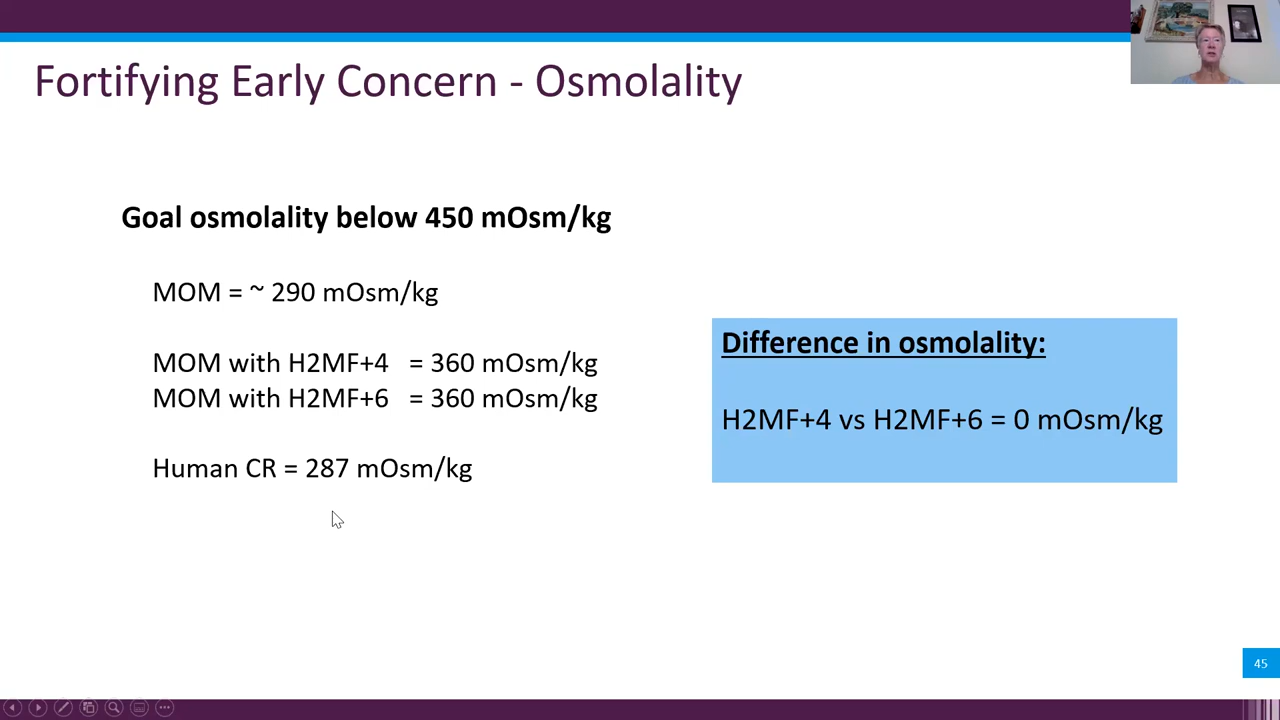 Fortifying Early Concern - Osmolality
Goal osmolality below 450 mOsm/kg
MOM = ~ 290 mOsm/kg
MOM with H2MF+4 = 360 mOsm/kg
MOM with H2MF+6 = 360 mOsm/kg
Human CR = 287 mOsm/kg
Difference in osmolality:
H2MF+4 vs H2MF+6 = 0 mOsm/kg
45